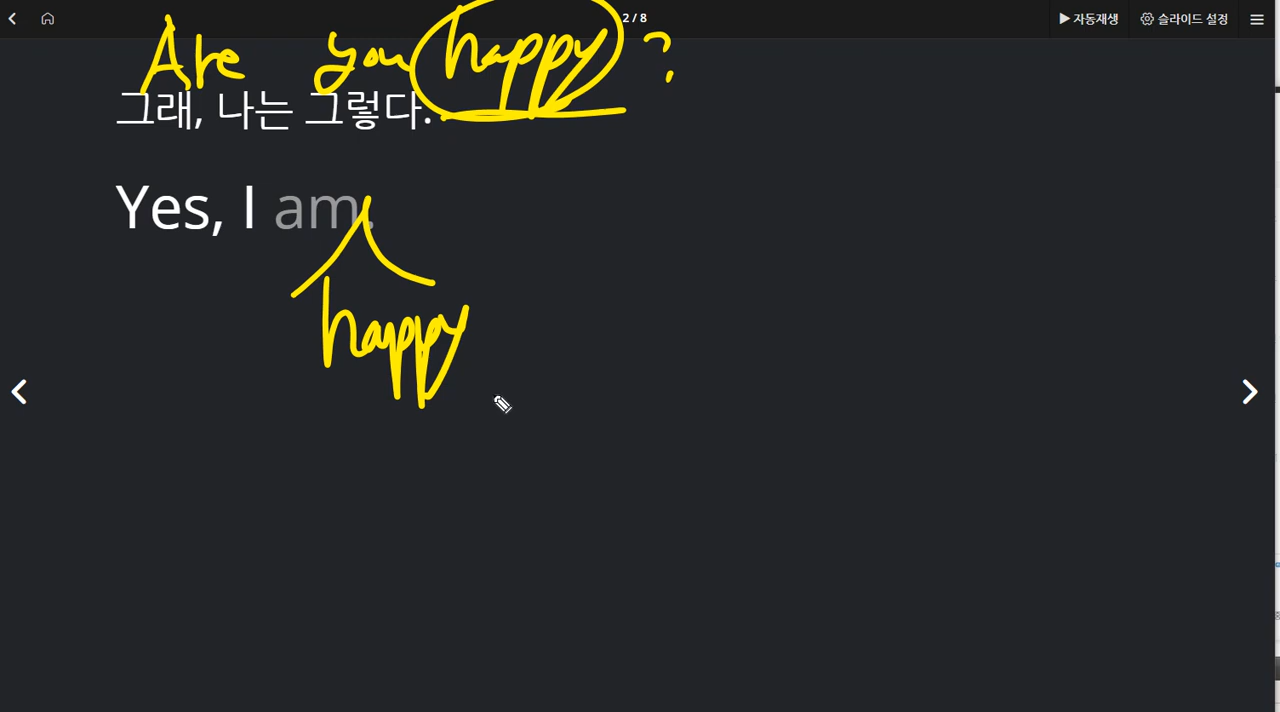 2 / 8 자동재생 슬라이드 설정
Are you happy ?
그래, 나는 그렇다.
Yes, I am.
happy